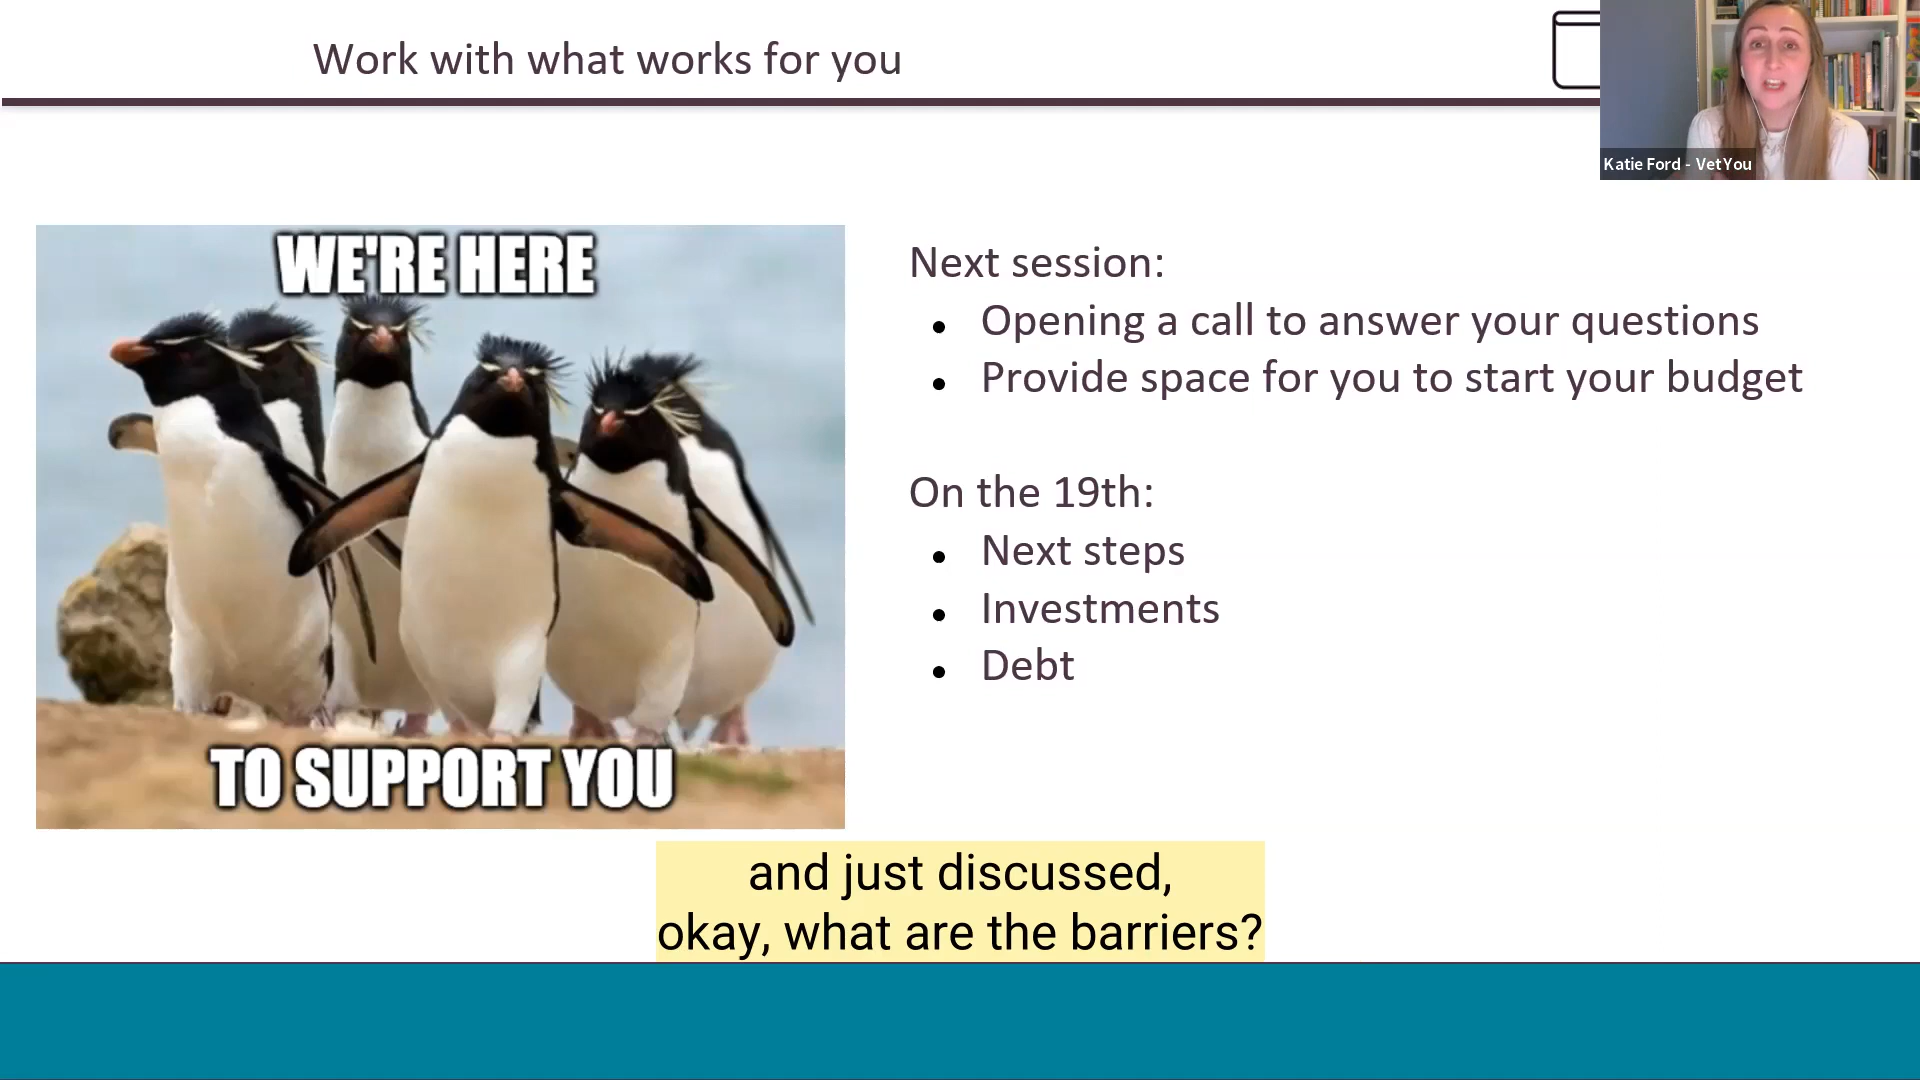 Work with what works for you
Katie Ford - VetYou
WE'RE HERE
TO SUPPORT YOU
Next session:
Opening a call to answer your questions
Provide space for you to start your budget
On the 19th:
Next steps
Investments
Debt
and just discussed,
okay, what are the barriers?